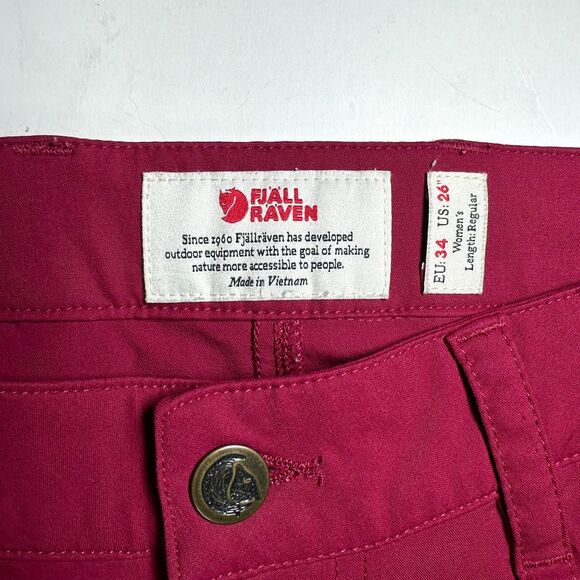 FJÄLL
RÄVEN
Since 1960 Fjällräven has developed
outdoor equipment with the goal of making
nature more accessible to people.
Made in Vietnam
EU: 34 US: 26"
Women's
Length: Regular